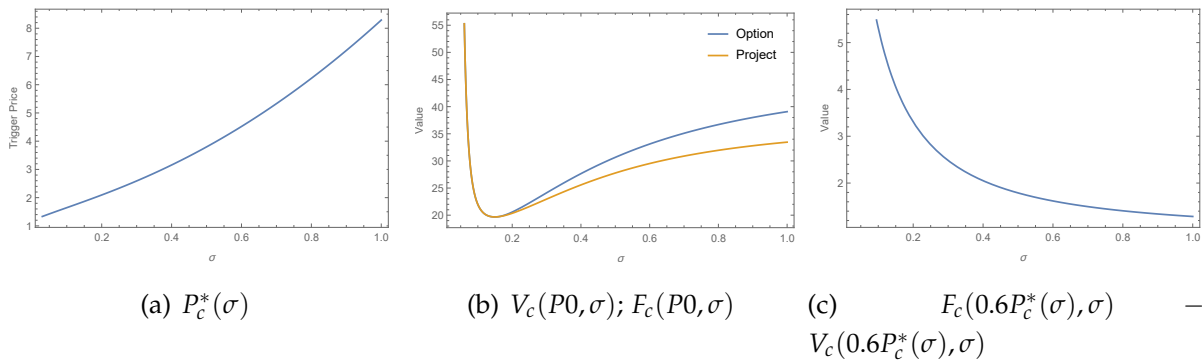 8
7
6
5
4
3
2
1
Trigger Price
0.2 0.4 0.6 0.8 1.0
σ
(a) P*c(σ)
55
50
45
40
35
30
25
20
Value
Option
Project
0.2 0.4 0.6 0.8 1.0
σ
(b) Vc(P0, σ); Fc(P0, σ)
5
4
3
2
Value
0.2 0.4 0.6 0.8 1.0
σ
(c) Fc(0.6P*c(σ), σ) −
Vc(0.6P*c(σ), σ)